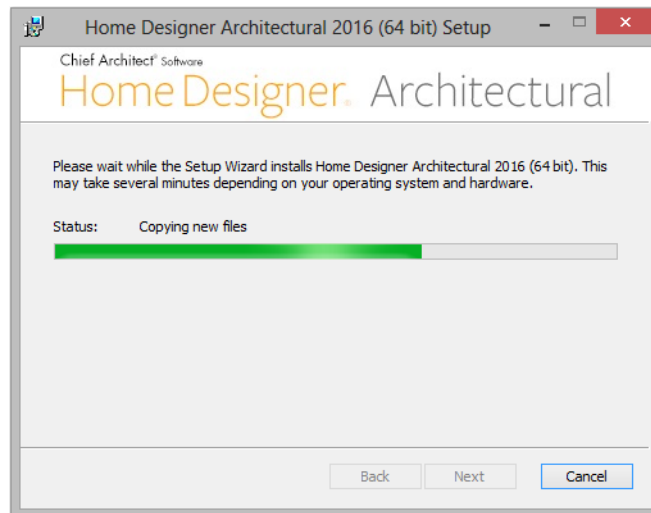 Home Designer Architectural 2016 (64 bit) Setup
Chief Architect® Software
Home Designer® Architectural
Please wait while the Setup Wizard installs Home Designer Architectural 2016 (64 bit). This
may take several minutes depending on your operating system and hardware.
Status: Copying new files
Back Next Cancel